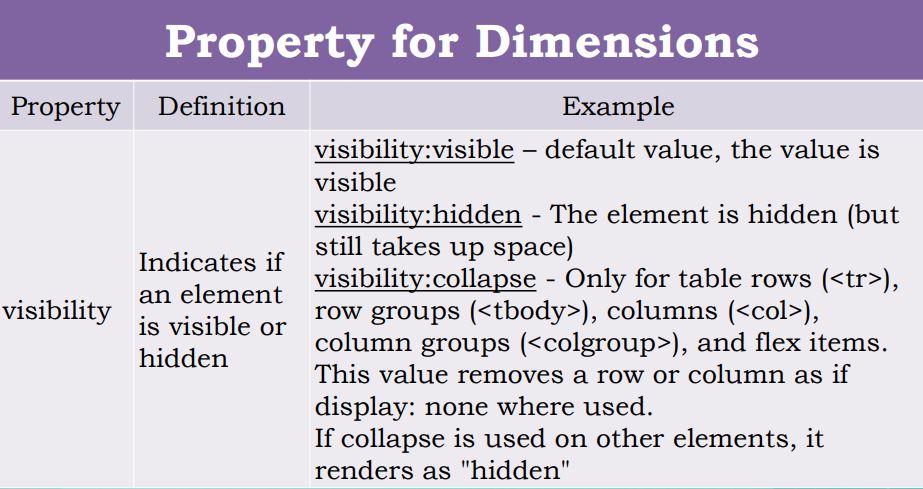 Property for Dimensions
Property Definition Example
visibility
Indicates if
an element
is visible or
hidden
visibility:visible – default value, the value is
visible
visibility:hidden - The element is hidden (but
still takes up space)
visibility:collapse - Only for table rows (<tr>),
row groups (<tbody>), columns (<col>),
column groups (<colgroup>), and flex items.
This value removes a row or column as if
display: none where used.
If collapse is used on other elements, it
renders as "hidden"